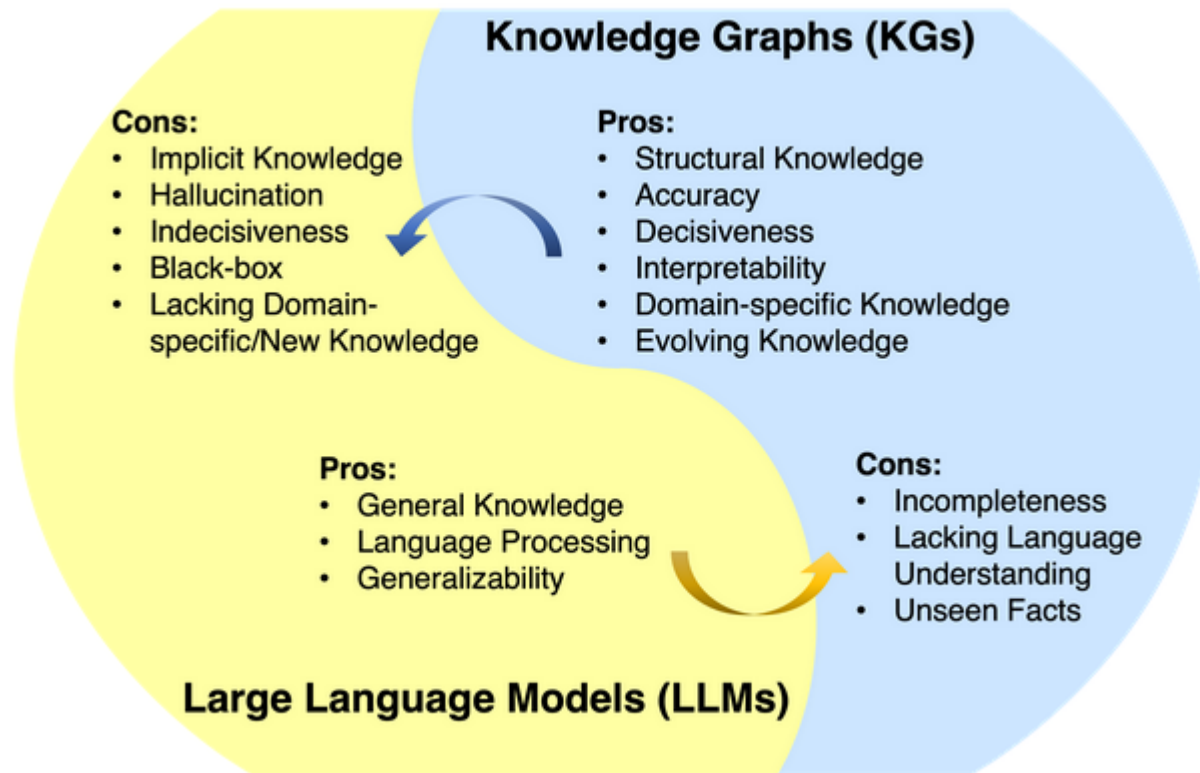 Knowledge Graphs (KGs)
Cons:
• Implicit Knowledge
• Hallucination
• Indecisiveness
• Black-box
• Lacking Domain-
specific/New Knowledge
Pros:
• Structural Knowledge
• Accuracy
• Decisiveness
• Interpretability
• Domain-specific Knowledge
• Evolving Knowledge
Pros:
• General Knowledge
• Language Processing
• Generalizability
Cons:
• Incompleteness
• Lacking Language
Understanding
• Unseen Facts
Large Language Models (LLMs)